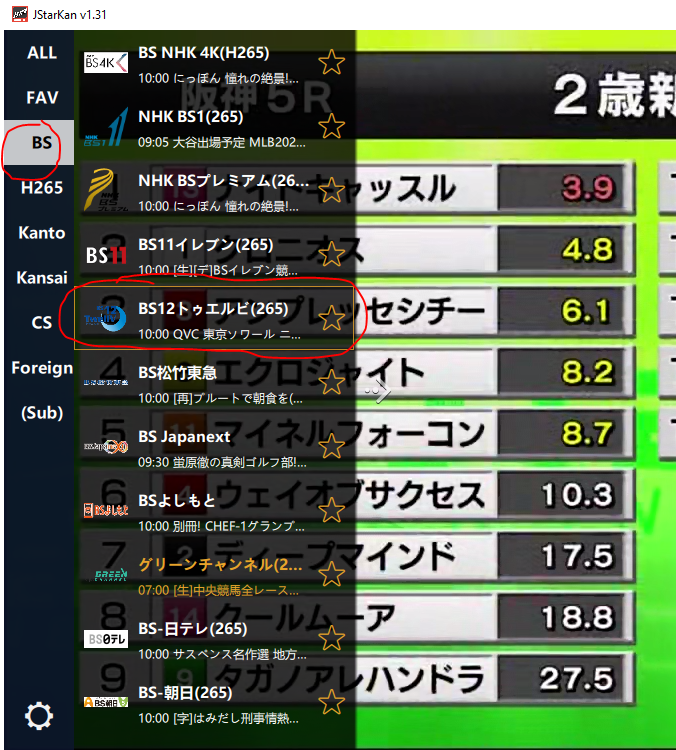 JStarKan v1.31
ALL
FAV
BS
H265
Kanto
Kansai
CS
Foreign
(Sub)
BS NHK 4K(H265)
10:00 にっぽん 憧れの絶景!...
NHK BS1(265)
09:05 大谷出場予定 MLB202...
NHK BSプレミアム(26...
10:00 にっぽん 憧れの絶景!...
BS11イレブン(265)
10:00 [生][デ]BSイレブン競...
BS12トゥエルビ(265)
10:00 QVC 東京ソワール ニ...
BS松竹東急
10:00 [再]ブルートで朝食を(...
BS Japanext
09:30 蛍原徹の真剣ゴルフ部!...
BSよしもと
10:00 別冊! CHEF-1グランプ...
グリーンチャンネル(2...
07:00 [生]中央競馬全レース...
BS-日テレ(265)
10:00 サスペンス名作選 地方...
BS-朝日(265)
10:00 [字]はみだし刑事情熱...
阪神5R
2歳新
キャッスル 3.9
クロニオス 4.8
プレッセシチー 6.1
4 エクロジャイト 8.2
5 11 マイネルフォーコン 8.7
6 ウェイオブサクセス 10.3
7 2 ディープマインド 17.5
8 14 クールムーア 18.8
9 9 タガノアレハンドラ 27.5